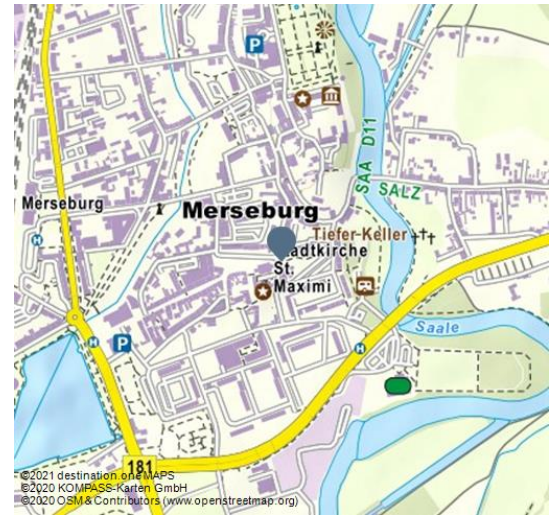 P
SAA D11
SALZ
Merseburg
Merseburg
Tiefer-Keller
adtkirche
St.
Maximi
H
Saale
H
H
P
181
©2021 destination.one MAPS
©2020 KOMPASS-Karten GmbH
©2020 OSM & Contributors (www.openstreetmap.org)